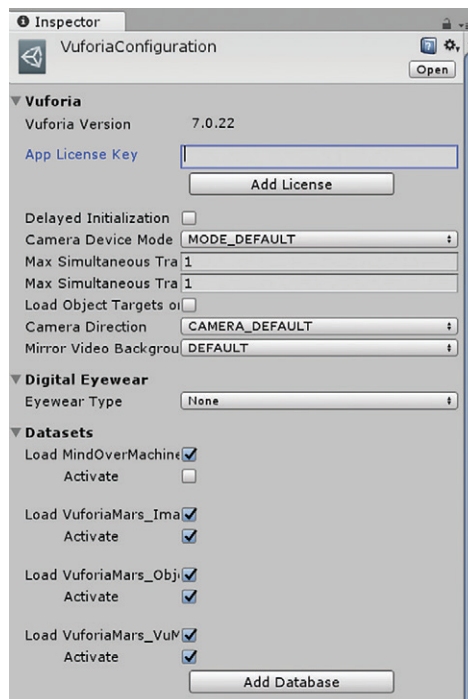 Inspector
VuforiaConfiguration
Open
Vuforia
Vuforia Version 7.0.22
App License Key
Add License
Delayed Initialization
Camera Device Mode MODE_DEFAULT
Max Simultaneous Tra 1
Max Simultaneous Tra 1
Load Object Targets o
Camera Direction CAMERA_DEFAULT
Mirror Video Backgrou DEFAULT
Digital Eyewear
Eyewear Type None
Datasets
Load MindOverMachine
Activate
Load VuforiaMars_Ima
Activate
Load VuforiaMars_Obj
Activate
Load VuforiaMars_VuM
Activate
Add Database